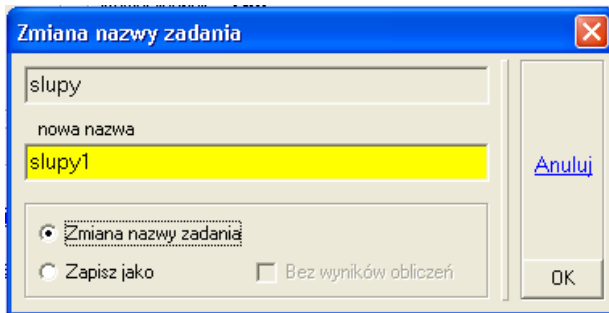 Zmiana nazwy zadania
slupy
nowa nazwa
slupy1
Anuluj
Zmiana nazwy zadania
Zapisz jako Bez wyników obliczeń
OK